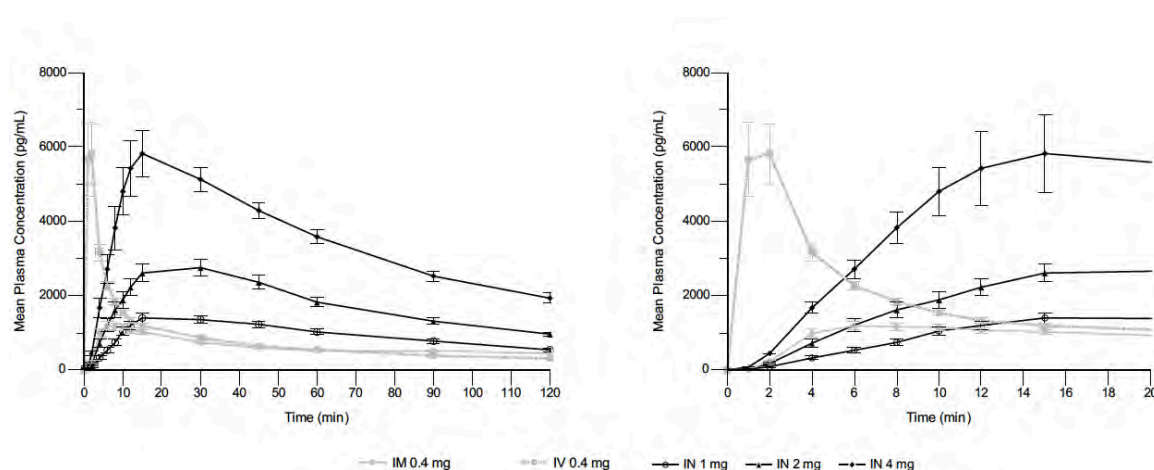 8000
6000
4000
2000
0
Mean Plasma Concentration (pg/mL)
0 10 20 30 40 50 60 70 80 90 100 110 120
Time (min)
8000
6000
4000
2000
0
Mean Plasma Concentration (pg/mL)
0 2 4 6 8 10 12 14 16 18 20
Time (min)
IM 0.4 mg IV 0.4 mg IN 1 mg IN 2 mg IN 4 mg